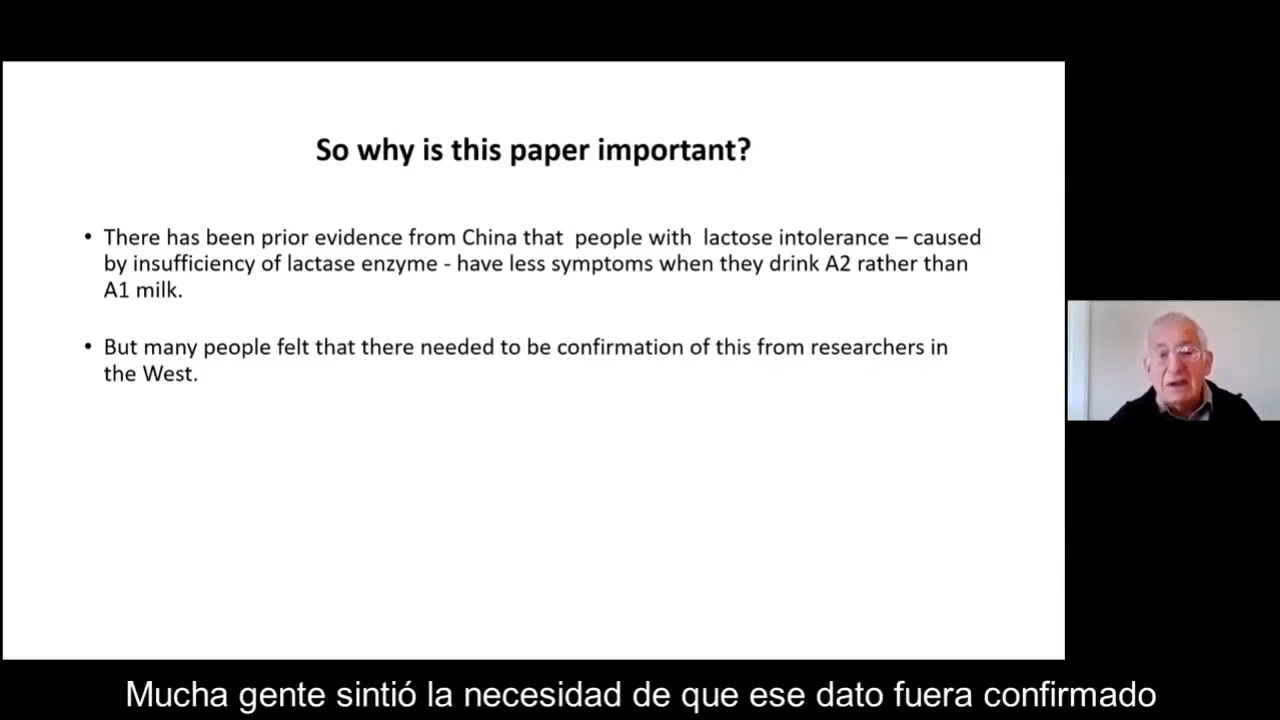 So why is this paper important?
• There has been prior evidence from China that people with lactose intolerance – caused
by insufficiency of lactase enzyme - have less symptoms when they drink A2 rather than
A1 milk.
• But many people felt that there needed to be confirmation of this from researchers in
the West.
Mucha gente sintió la necesidad de que ese dato fuera confirmado